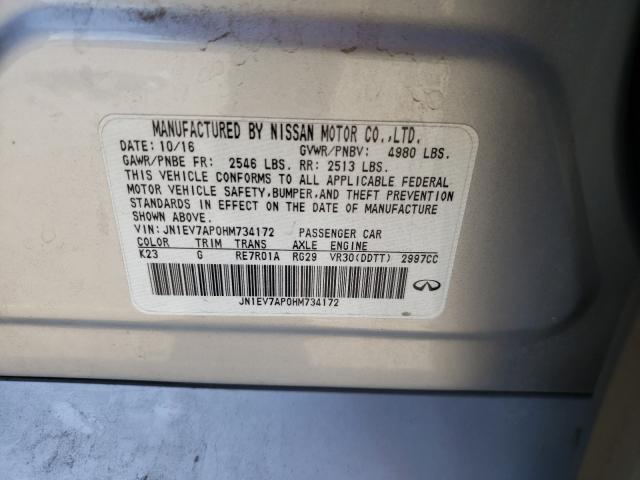 MANUFACTURED BY NISSAN MOTOR CO.,LTD.
DATE: 10/16 GVWR/PNBV: 4980 LBS.
GAWR/PNBE FR: 2546 LBS. RR: 2513 LBS.
THIS VEHICLE CONFORMS TO ALL APPLICABLE FEDERAL
MOTOR VEHICLE SAFETY,BUMPER,AND THEFT PREVENTION
STANDARDS IN EFFECT ON THE DATE OF MANUFACTURE
SHOWN ABOVE.
VIN: JN1EV7AP0HM734172 PASSENGER CAR
COLOR TRIM TRANS AXLE ENGINE
K23 G RE7R01A RG29 VR30(DDTT) 2997CC
JN1EV7AP0HM734172
INFINITI